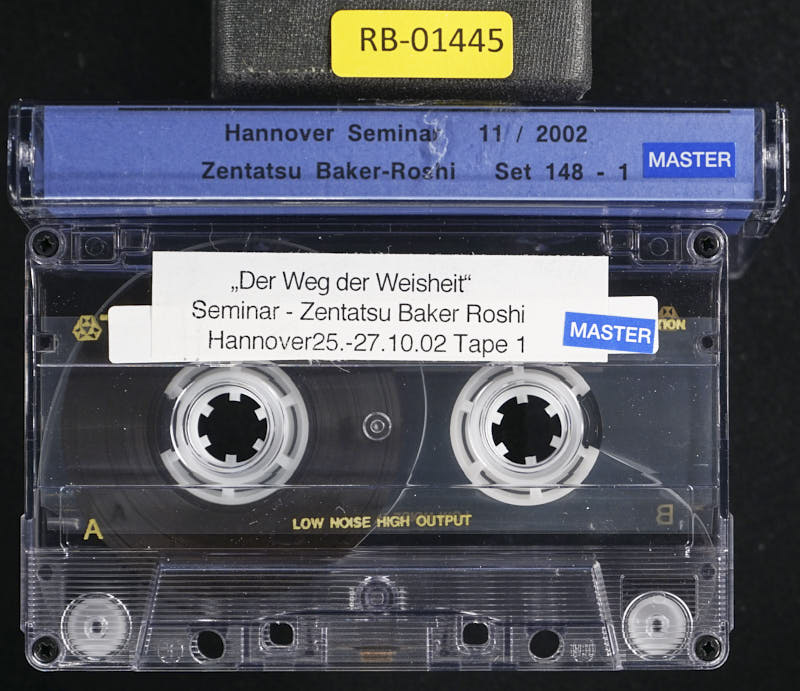 RB-01445
Hannover Seminar 11 / 2002
Zentatsu Baker-Roshi Set 148 - 1 MASTER
„Der Weg der Weisheit“
Seminar - Zentatsu Baker Roshi
Hannover25.-27.10.02 Tape 1 MASTER
A
LOW NOISE HIGH OUTPUT
B